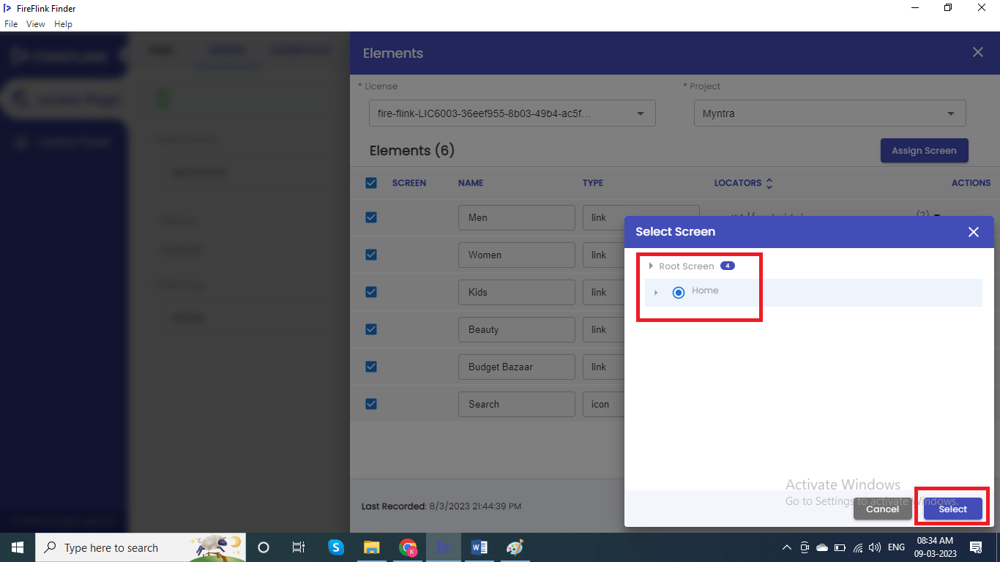 FireFlink Finder
File View Help
Elements
* License
* Project
fire-flink-LIC6003-36eef955-8b03-49b4-ac5f...
Myntra
Elements (6)
Assign Screen
SCREEN NAME TYPE LOCATORS ACTIONS
Men link (2)
Women link
Kids link
Beauty link
Budget Bazaar link
Search icon
Select Screen
Root Screen 4
Home
Activate Windows
Go to Settings to activate Windows.
Cancel Select
Last Recorded: 8/3/2023 21:44:39 PM
Type here to search
ENG
08:34 AM
09-03-2023